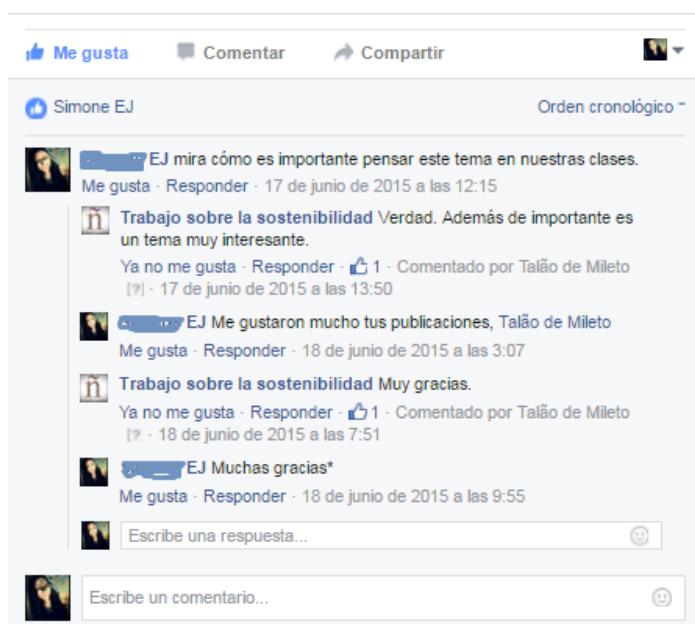 Me gusta Comentar Compartir
Simone EJ Orden cronológico
EJ mira cómo es importante pensar este tema en nuestras clases.
Me gusta · Responder · 17 de junio de 2015 a las 12:15
ñ Trabajo sobre la sostenibilidad Verdad. Además de importante es
un tema muy interesante.
Ya no me gusta · Responder · 1 · Comentado por Talão de Mileto
[?] · 17 de junio de 2015 a las 13:50
EJ Me gustaron mucho tus publicaciones, Talão de Mileto
Me gusta · Responder · 18 de junio de 2015 a las 3:07
ñ Trabajo sobre la sostenibilidad Muy gracias.
Ya no me gusta · Responder · 1 · Comentado por Talão de Mileto
[?] · 18 de junio de 2015 a las 7:51
EJ Muchas gracias*
Me gusta · Responder · 18 de junio de 2015 a las 9:55
Escribe una respuesta...
Escribe un comentario...